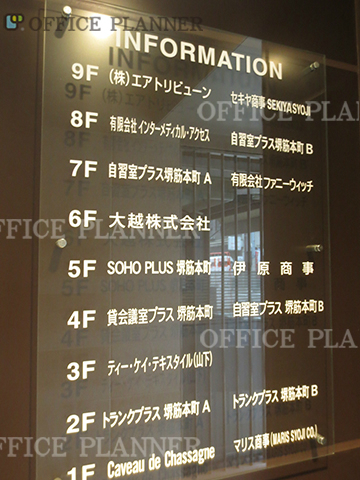 OFFICE PLANNER
INFORMATION
9F (株)エアトリビューン セキヤ商事 SEKIYA SYOJI
8F 有限会社 インターメディカル・アクセス 自習室プラス 堺筋本町 B
7F 自習室プラス 堺筋本町 A 有限会社 ファニーウィッチ
6F 大越株式会社
5F SOHO PLUS 堺筋本町 伊原商事
4F 貸会議室プラス 堺筋本町 自習室プラス 堺筋本町 B
3F ティー・ケイ・テキスタイル(山下)
2F トランクプラス 堺筋本町 A トランクプラス 堺筋本町 B
1F Caveau de Chassagne マリス商事(MARIS SYOJI CO.)
OFFICE PLA
OFFICE PLANNER
OFFICE PLA
OFFICE PLANNER